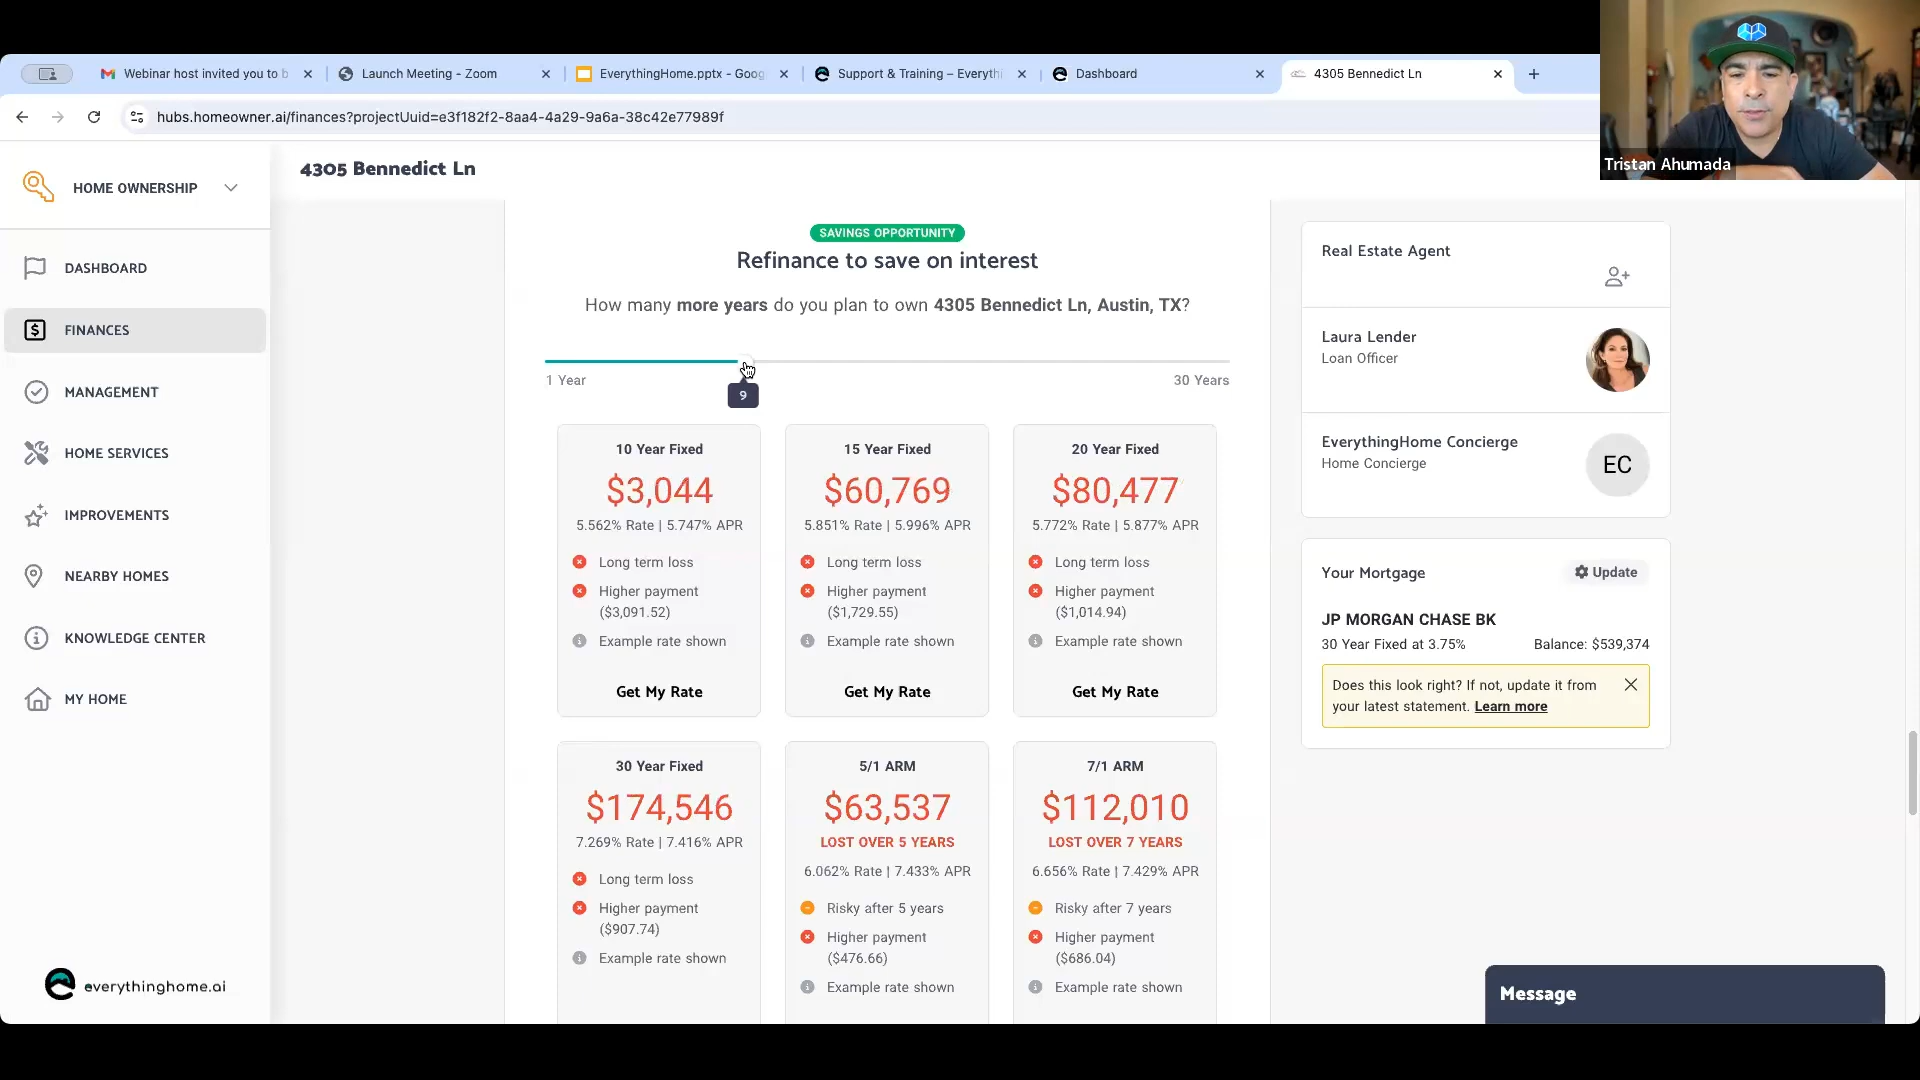 Webinar host invited you to b
Launch Meeting - Zoom
EverythingHome.pptx - Goog
Support & Training – Everythi
Dashboard
4305 Bennedict Ln
hubs.homeowner.ai/finances?projectUuid=e3f182f2-8aa4-4a29-9a6a-38c42e77989f
Tristan Ahumada
HOME OWNERSHIP
DASHBOARD
FINANCES
MANAGEMENT
HOME SERVICES
IMPROVEMENTS
NEARBY HOMES
KNOWLEDGE CENTER
MY HOME
everythinghome.ai
4305 Bennedict Ln
SAVINGS OPPORTUNITY
Refinance to save on interest
How many more years do you plan to own 4305 Bennedict Ln, Austin, TX?
1 Year
30 Years
9
10 Year Fixed
$3,044
5.562% Rate | 5.747% APR
Long term loss
Higher payment
($3,091.52)
Example rate shown
Get My Rate
15 Year Fixed
$60,769
5.851% Rate | 5.996% APR
Long term loss
Higher payment
($1,729.55)
Example rate shown
Get My Rate
20 Year Fixed
$80,477
5.772% Rate | 5.877% APR
Long term loss
Higher payment
($1,014.94)
Example rate shown
Get My Rate
30 Year Fixed
$174,546
7.269% Rate | 7.416% APR
Long term loss
Higher payment
($907.74)
Example rate shown
5/1 ARM
$63,537
LOST OVER 5 YEARS
6.062% Rate | 7.433% APR
Risky after 5 years
Higher payment
($476.66)
Example rate shown
7/1 ARM
$112,010
LOST OVER 7 YEARS
6.656% Rate | 7.429% APR
Risky after 7 years
Higher payment
($686.04)
Example rate shown
Real Estate Agent
Laura Lender
Loan Officer
EverythingHome Concierge
Home Concierge
EC
Your Mortgage
Update
JP MORGAN CHASE BK
30 Year Fixed at 3.75%
Balance: $539,374
Does this look right? If not, update it from
your latest statement. Learn more
Message